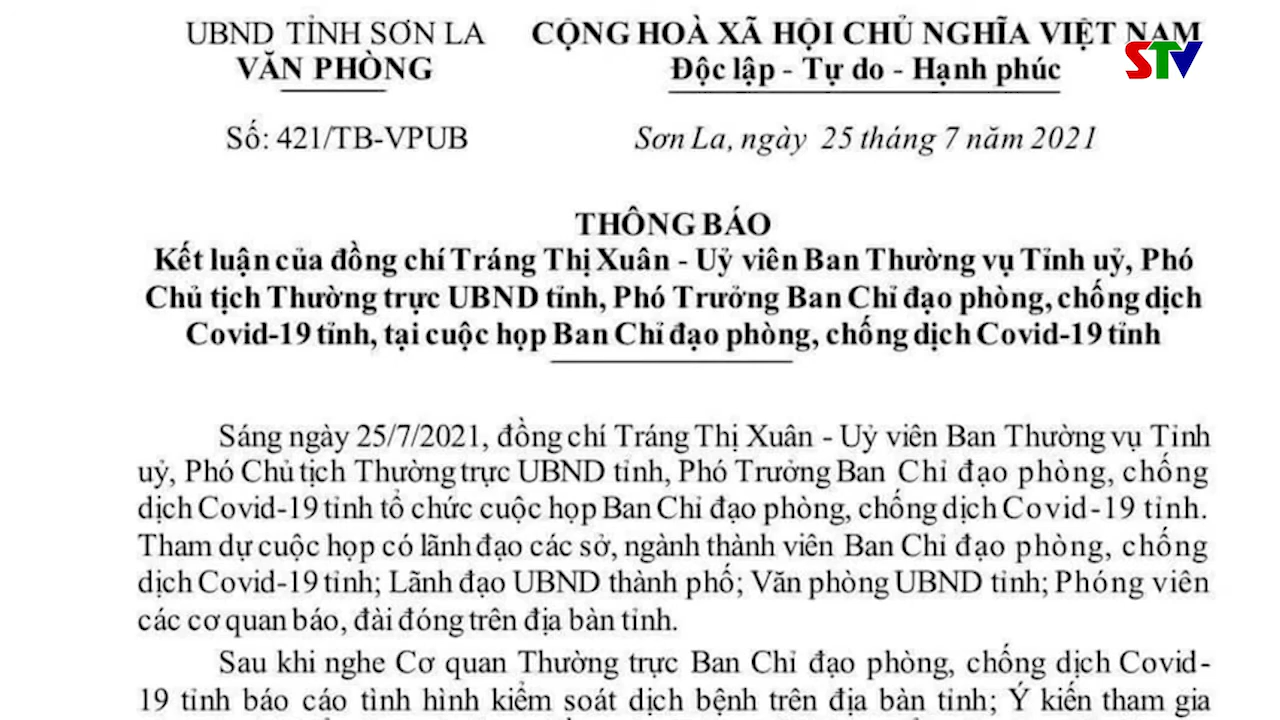 UBND TỈNH SƠN LA
VĂN PHÒNG
CỘNG HOÀ XÃ HỘI CHỦ NGHĨA VIỆT NAM
Độc lập - Tự do - Hạnh phúc
STV
Số: 421/TB-VPUB
Sơn La, ngày 25 tháng 7 năm 2021
THÔNG BÁO
Kết luận của đồng chí Tráng Thị Xuân - Uỷ viên Ban Thường vụ Tỉnh uỷ, Phó
Chủ tịch Thường trực UBND tỉnh, Phó Trưởng Ban Chỉ đạo phòng, chống dịch
Covid-19 tỉnh, tại cuộc họp Ban Chỉ đạo phòng, chống dịch Covid-19 tỉnh
Sáng ngày 25/7/2021, đồng chí Tráng Thị Xuân - Uỷ viên Ban Thường vụ Tỉnh
uỷ, Phó Chủ tịch Thường trực UBND tỉnh, Phó Trưởng Ban Chỉ đạo phòng, chống
dịch Covid-19 tỉnh tổ chức cuộc họp Ban Chỉ đạo phòng, chống dịch Covid-19 tỉnh.
Tham dự cuộc họp có lãnh đạo các sở, ngành thành viên Ban Chỉ đạo phòng, chống
dịch Covid-19 tỉnh; Lãnh đạo UBND thành phố; Văn phòng UBND tỉnh; Phóng viên
các cơ quan báo, đài đóng trên địa bàn tỉnh.
Sau khi nghe Cơ quan Thường trực Ban Chỉ đạo phòng, chống dịch Covid-
19 tỉnh báo cáo tình hình kiểm soát dịch bệnh trên địa bàn tỉnh; Ý kiến tham gia